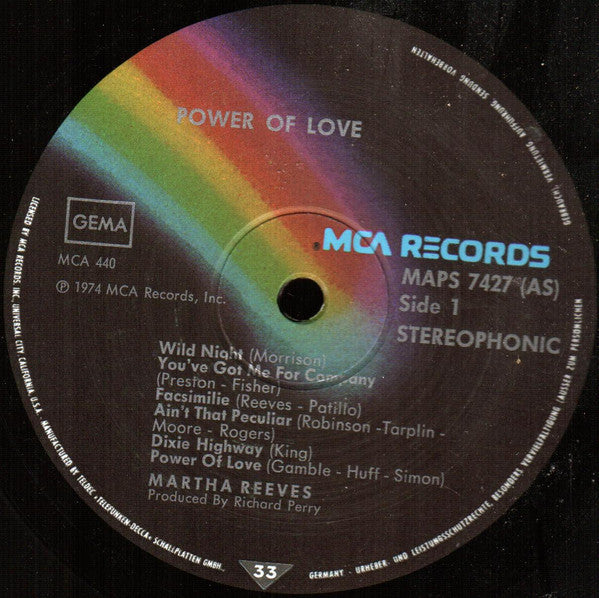 POWER OF LOVE
GEMA
MCA 440
℗ 1974 MCA Records, Inc.
®MCA RECORDS
MAPS 7427 (AS)
Side 1
STEREOPHONIC
Wild Night (Morrison)
You've Got Me For Company
(Preston - Fisher)
Facsimilie (Reeves - Patillo)
Ain't That Peculiar (Robinson -Tarplin -
Moore - Rogers)
Dixie Highway (King)
Power Of Love (Gamble - Huff - Simon)
MARTHA REEVES
Produced By Richard Perry
33
LICENSED BY MCA RECORDS INC. UNIVERSAL CITY CALIFORNIA U.S.A. MANUFACTURED BY TELDEC »TELEFUNKEN-DECCA« SCHALLPLATTEN GMBH.,
GERMANY - URHEBER- UND LEISTUNGSSCHUTZRECHTE, BESONDERS VERVIELFÄLTIGUNG (AUSSER ZUM PERSÖNLICHEN
GEBRAUCH), VERMIETUNG, AUFFÜHRUNG, SENDUNG VORBEHALTEN